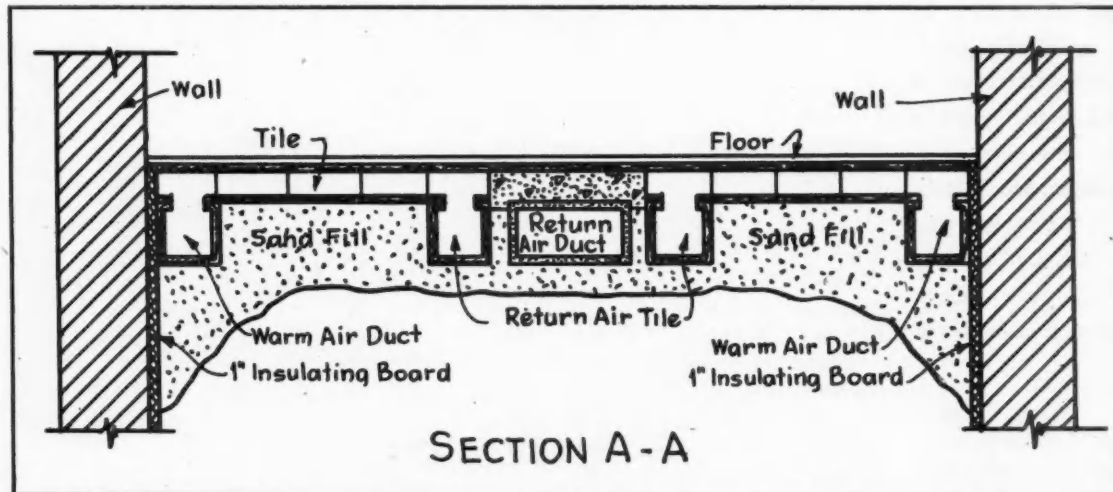 Wall
Wall
Tile
Floor
Sand Fill
Return
Air Duct
Sand Fill
Warm Air Duct
Return Air Tile
Warm Air Duct
1" Insulating Board
1" Insulating Board
SECTION A-A